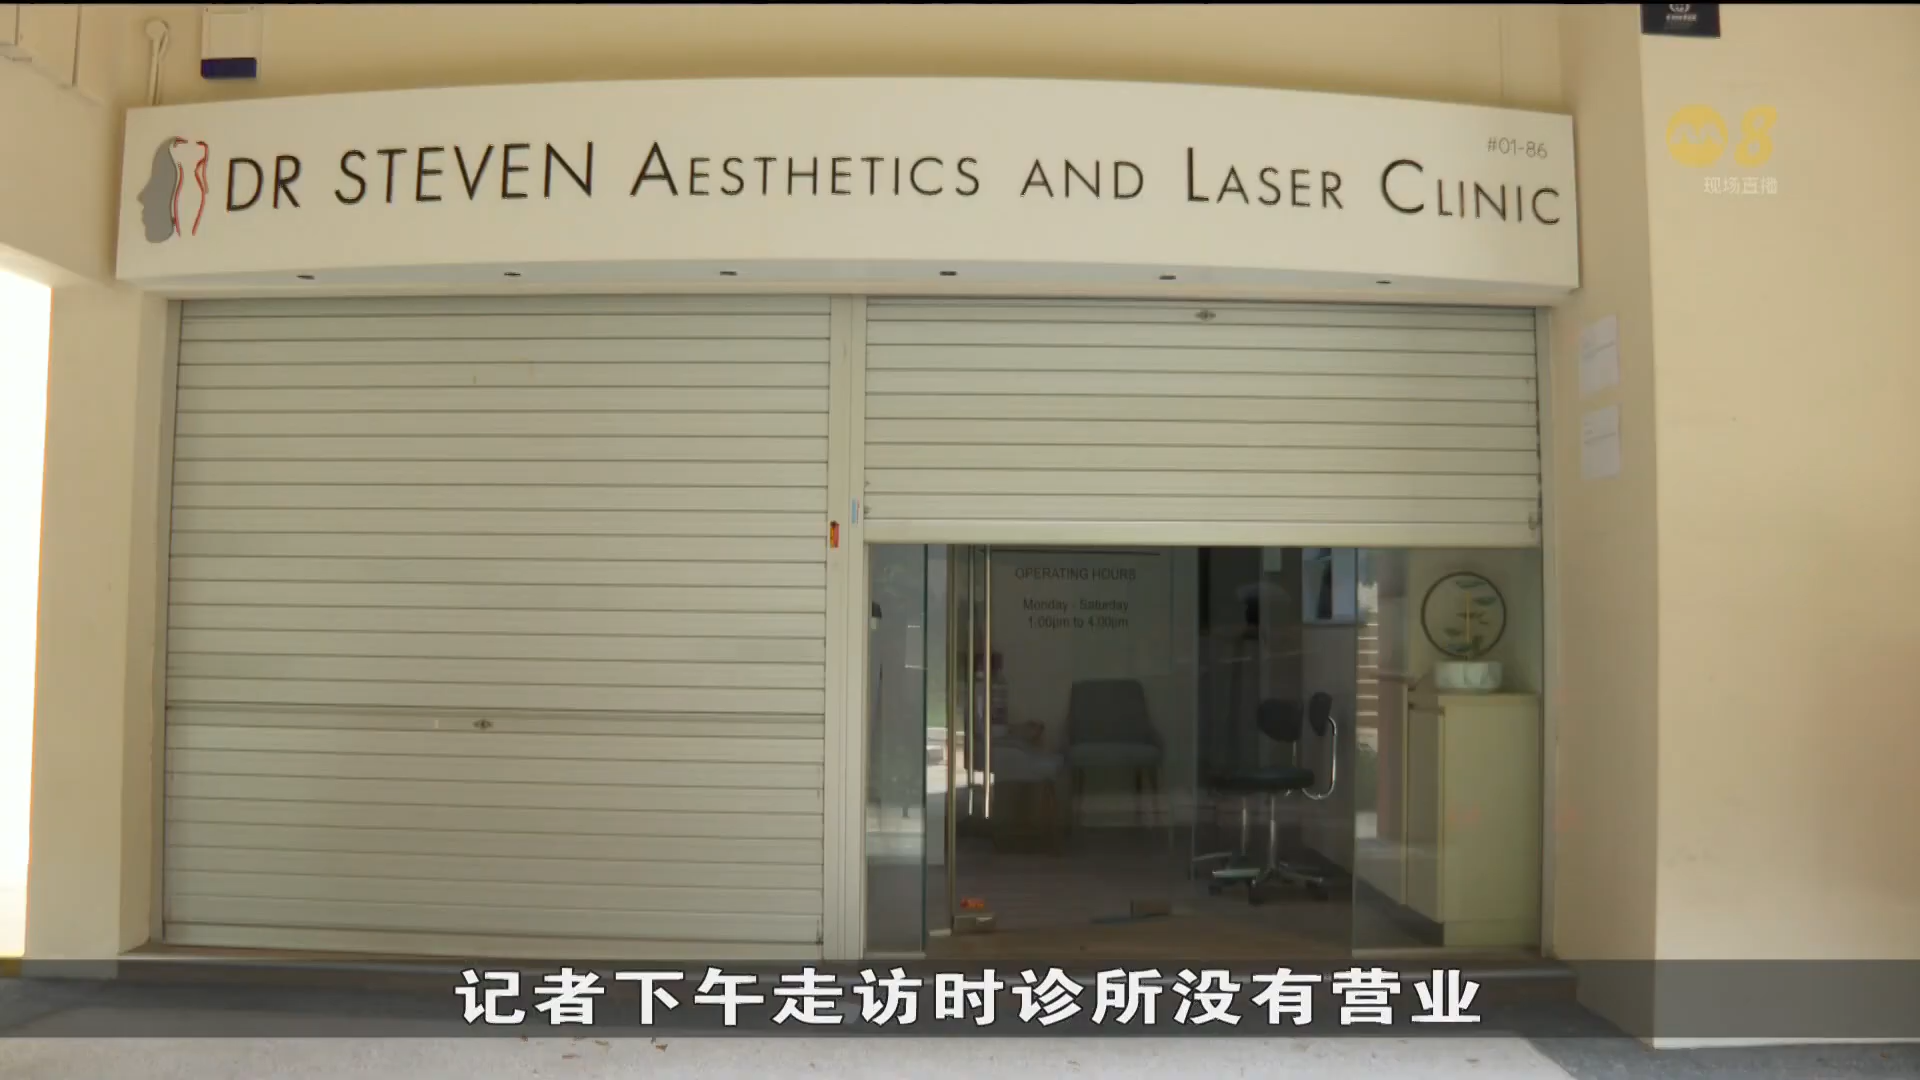 #01-86
DR STEVEN AESTHETICS AND LASER CLINIC
8
现场直播
OPERATING HOURS
Monday - Saturday
1.00pm to 4.00pm
记者下午走访时诊所没有营业